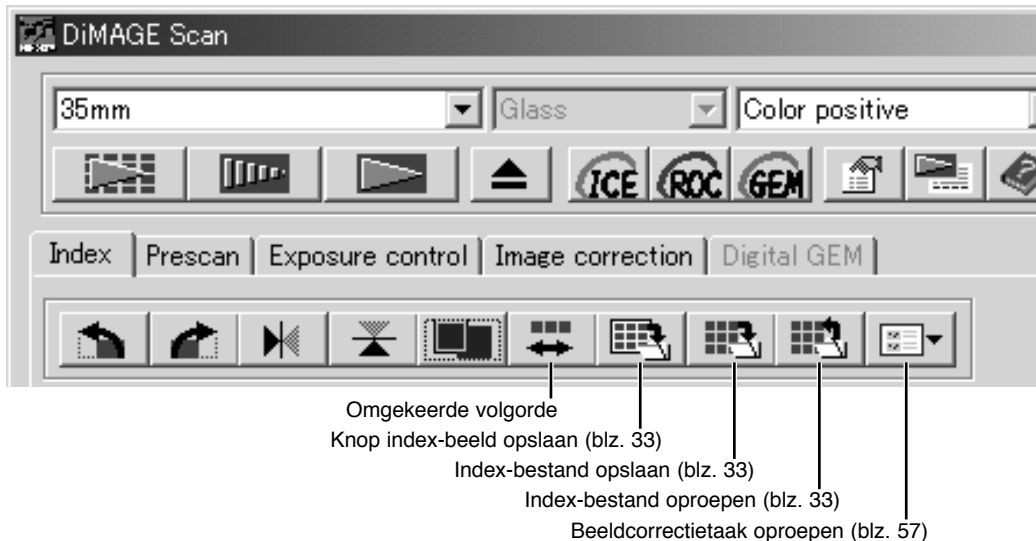 DiMAGE Scan
35mm Glass Color positive
ICE ROC GEM
Index Prescan Exposure control Image correction Digital GEM
Omgekeerde volgorde
Knop index-beeld opslaan (blz. 33)
Index-bestand opslaan (blz. 33)
Index-bestand oproepen (blz. 33)
Beeldcorrectietaak oproepen (blz. 57)